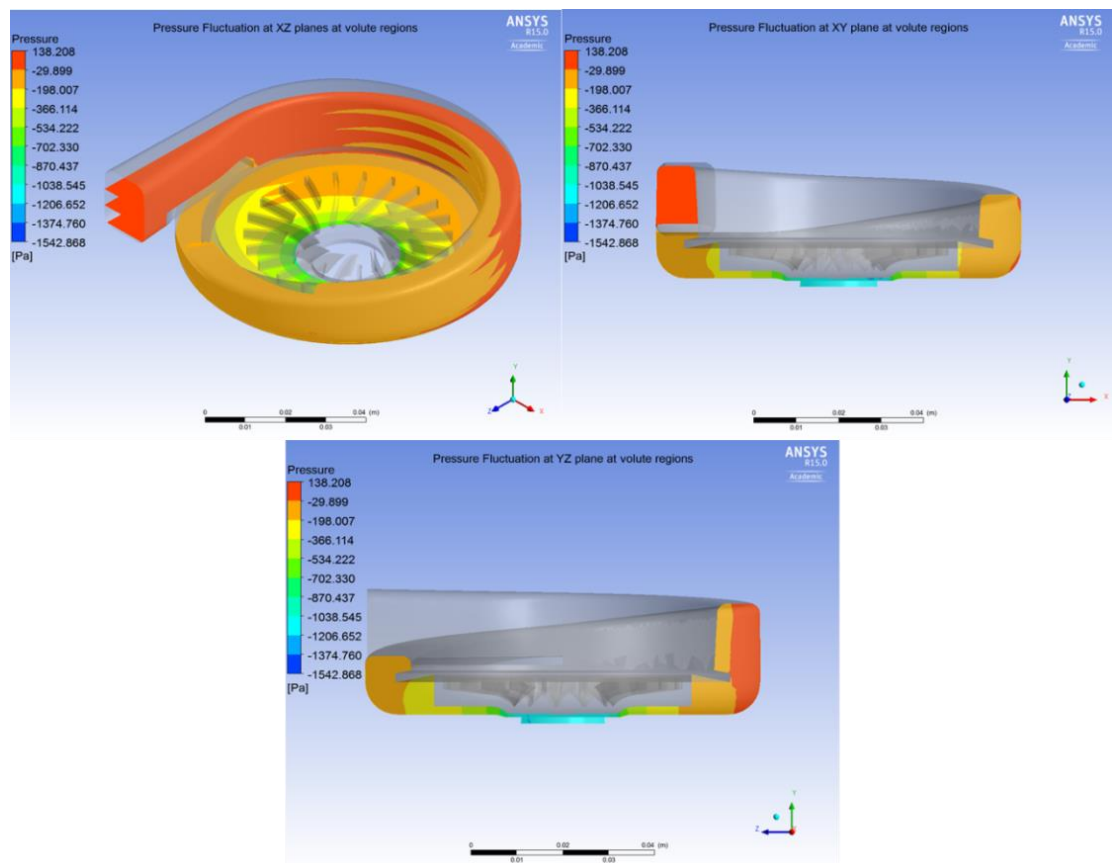 Pressure Fluctuation at XZ planes at volute regions
ANSYS
R15.0
Academic
Pressure
138.208
-29.899
-198.007
-366.114
-534.222
-702.330
-870.437
-1038.545
-1206.652
-1374.760
-1542.868
[Pa]
0 0.02 0.04 (m)
0.01 0.03
Y
Z
X
Pressure Fluctuation at XY plane at volute regions
ANSYS
R15.0
Academic
Pressure
138.208
-29.899
-198.007
-366.114
-534.222
-702.330
-870.437
-1038.545
-1206.652
-1374.760
-1542.868
[Pa]
0 0.02 0.04 (m)
0.01 0.03
Y
Z
X
Pressure Fluctuation at YZ plane at volute regions
ANSYS
R15.0
Academic
Pressure
138.208
-29.899
-198.007
-366.114
-534.222
-702.330
-870.437
-1038.545
-1206.652
-1374.760
-1542.868
[Pa]
0 0.02 0.04 (m)
0.01 0.03
Y
Z